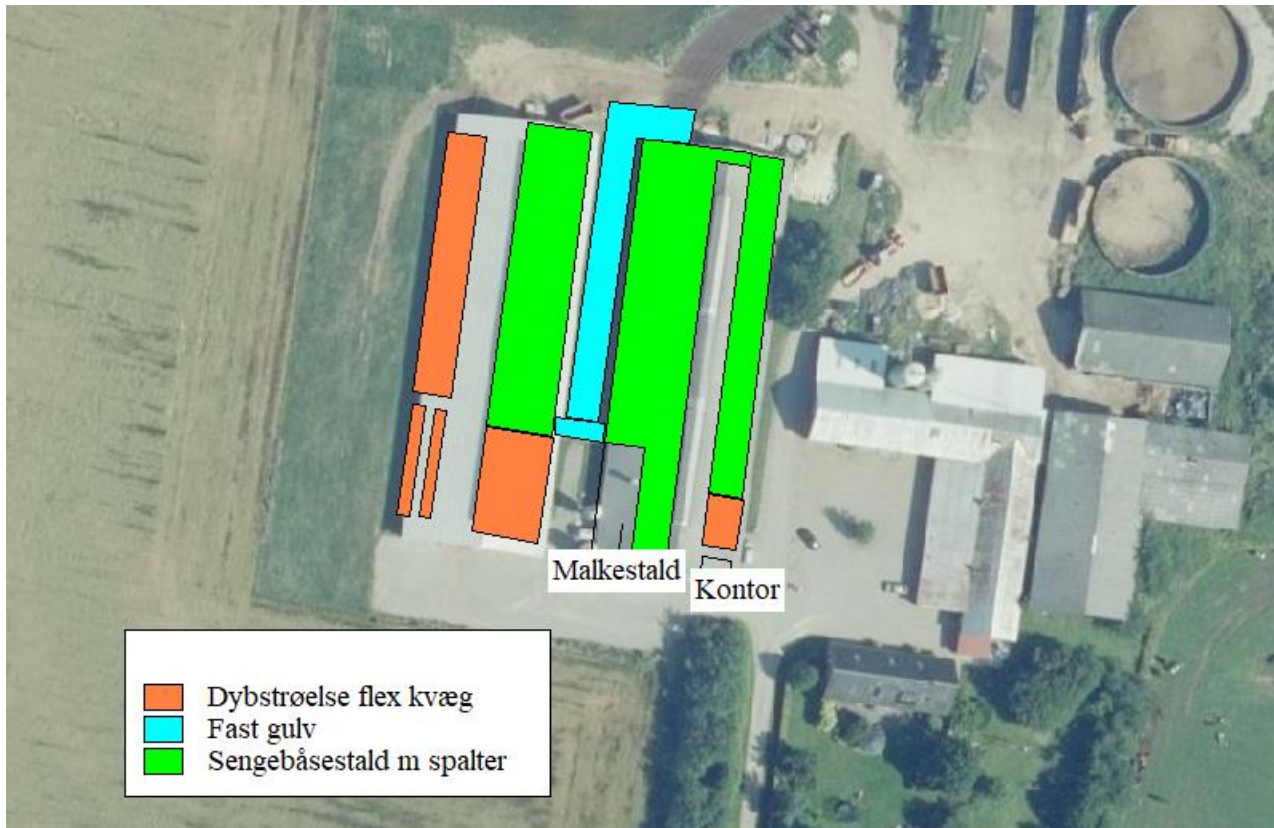 Malkestald
Kontor
Dybstrøelse flex kvæg
Fast gulv
Sengebåsestald m spalter